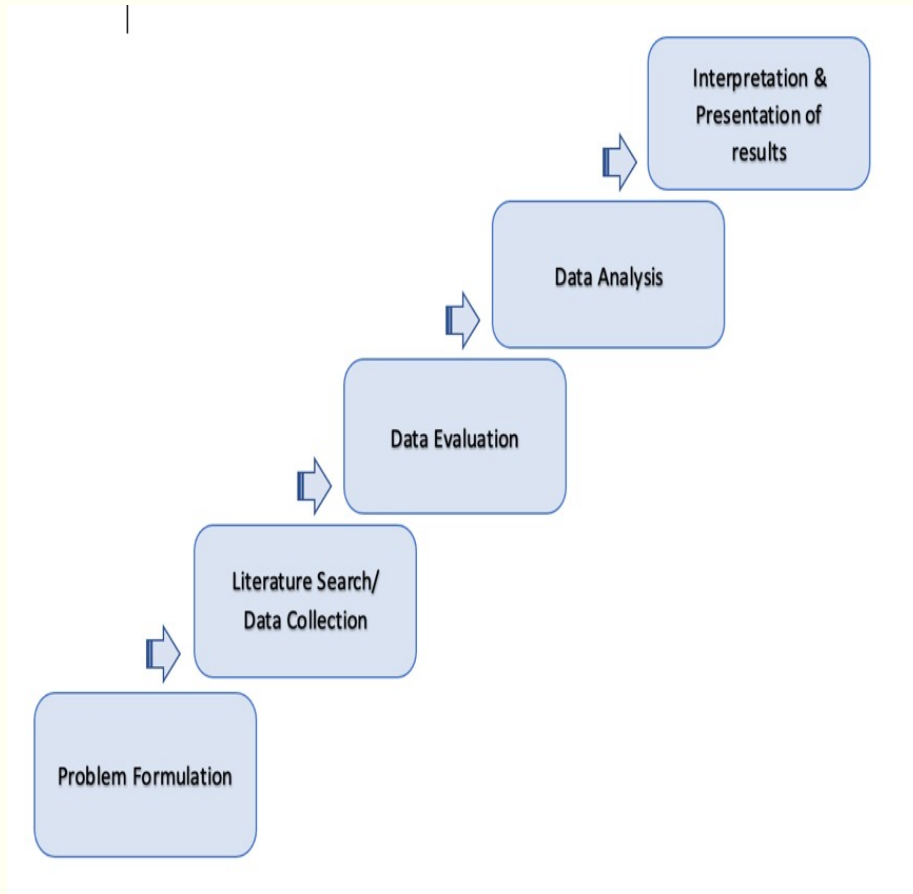 Interpretation &
Presentation of
results
Data Analysis
Data Evaluation
Literature Search/
Data Collection
Problem Formulation